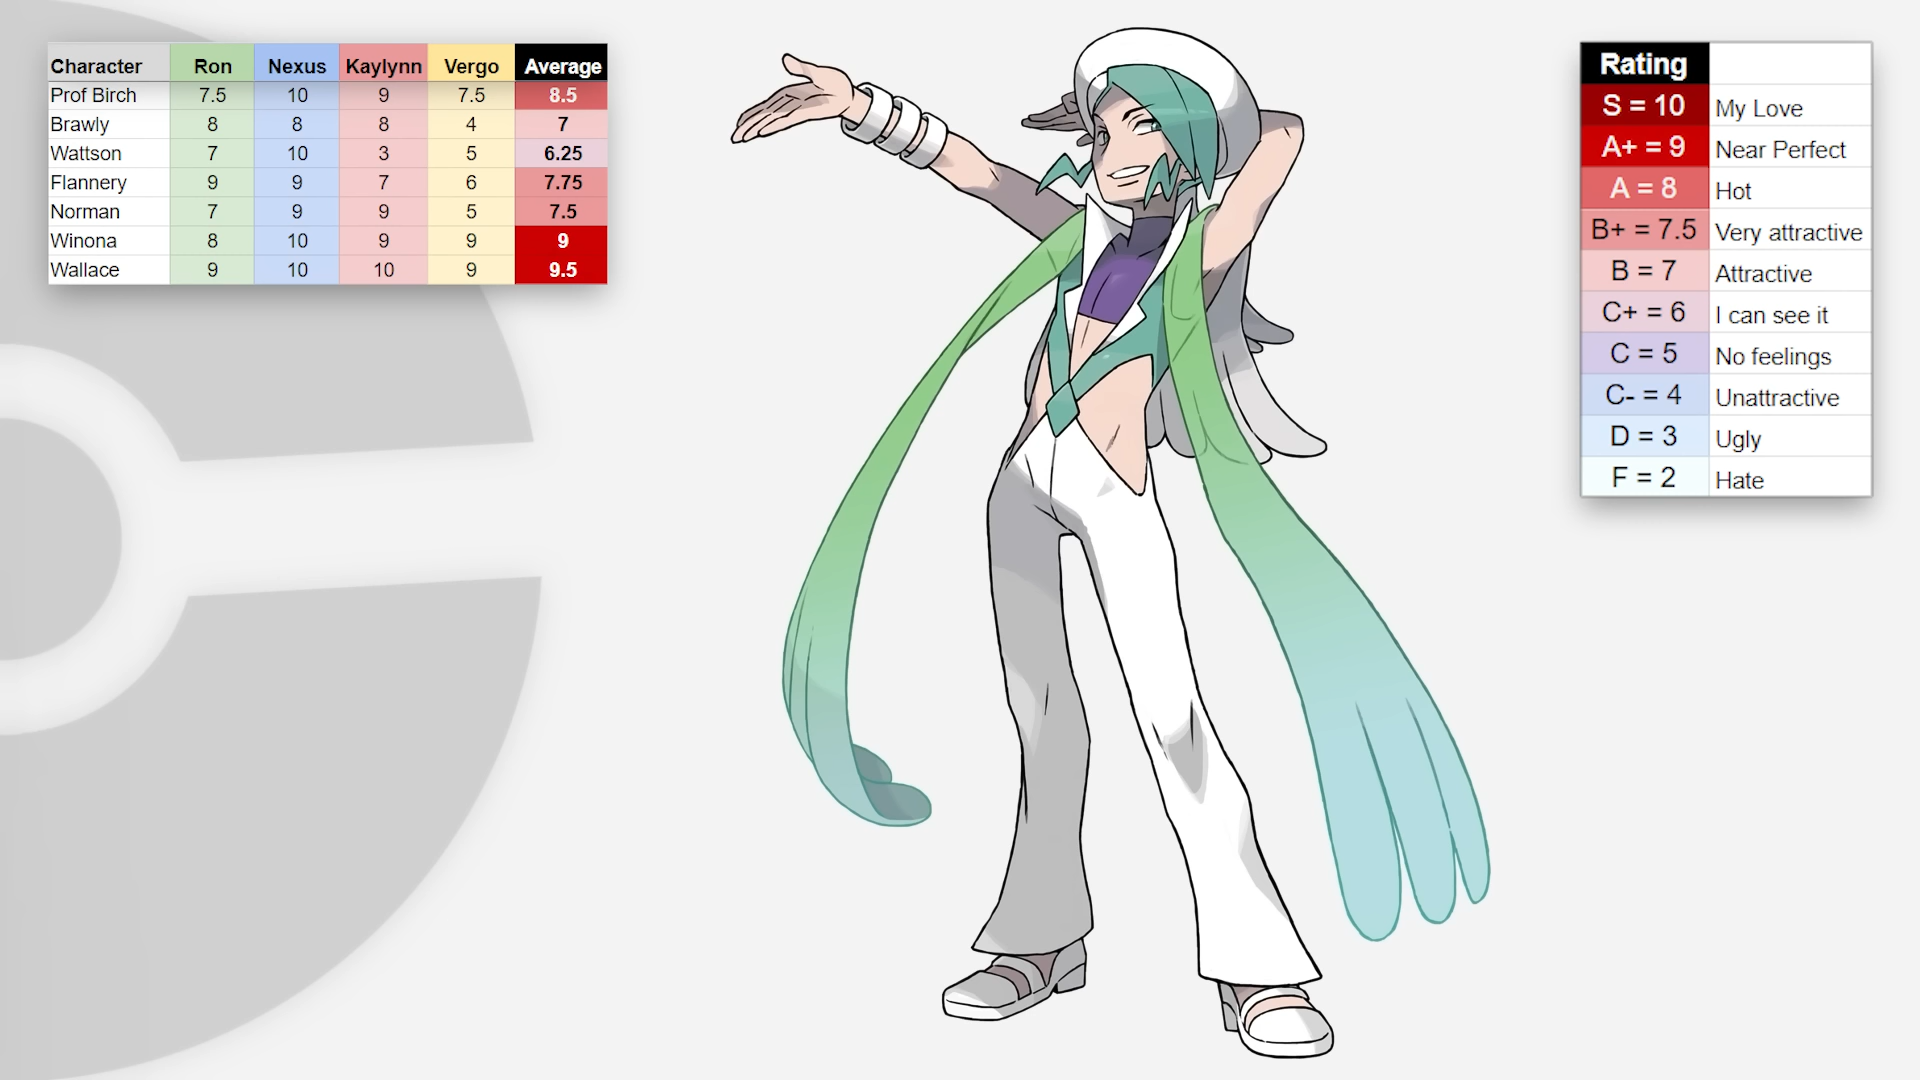 Character Ron Nexus Kaylynn Vergo Average
Prof Birch 7.5 10 9 7.5 8.5
Brawly 8 8 8 4 7
Wattson 7 10 3 5 6.25
Flannery 9 9 7 6 7.75
Norman 7 9 9 5 7.5
Winona 8 10 9 9 9
Wallace 9 10 10 9 9.5
Rating
S = 10 My Love
A+ = 9 Near Perfect
A = 8 Hot
B+ = 7.5 Very attractive
B = 7 Attractive
C+ = 6 I can see it
C = 5 No feelings
C- = 4 Unattractive
D = 3 Ugly
F = 2 Hate